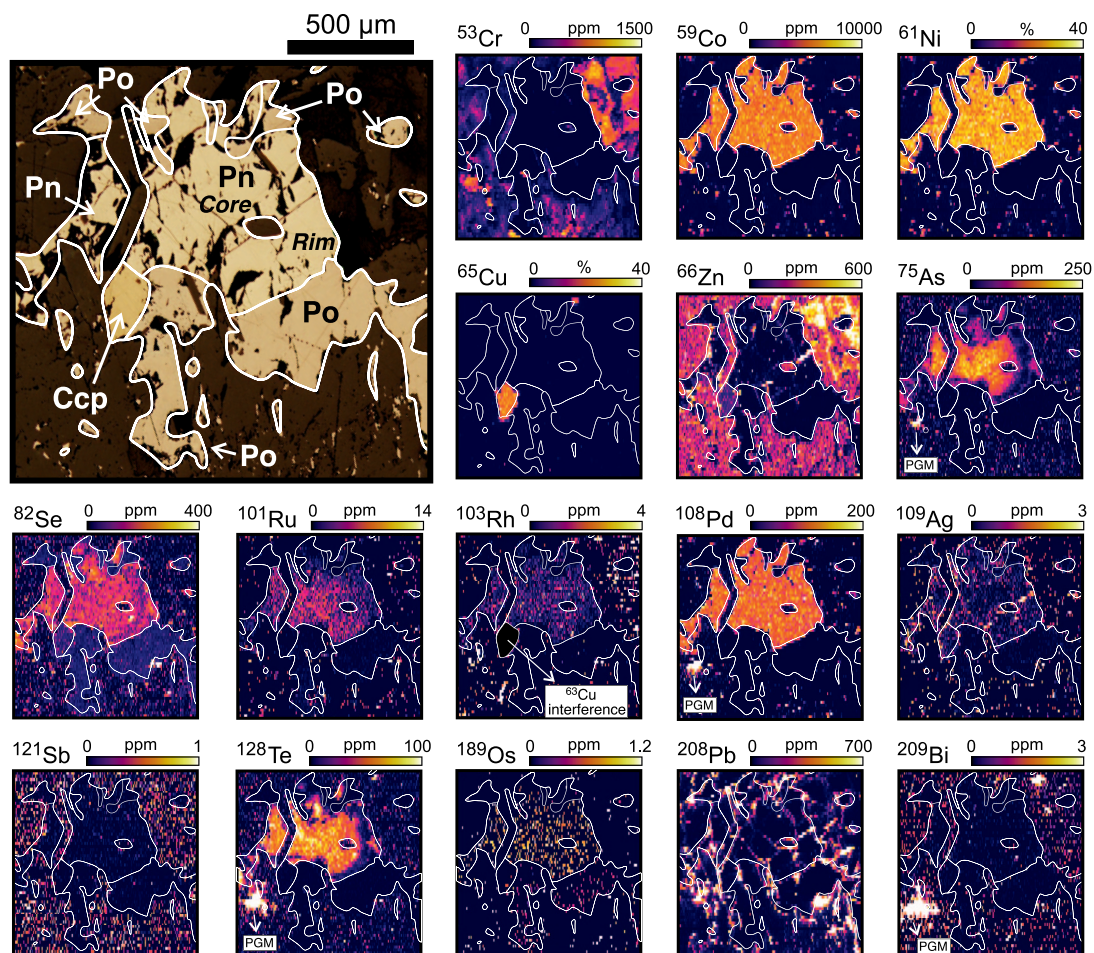 500 µm
Po
Po
Pn
Pn
Core
Rim
Po
Ccp
Po
⁵³Cr 0 ppm 1500
⁵⁹Co 0 ppm 10000
⁶¹Ni 0 % 40
⁶⁵Cu 0 % 40
⁶⁶Zn 0 ppm 600
⁷⁵As 0 ppm 250
PGM
⁸²Se 0 ppm 400
¹⁰¹Ru 0 ppm 14
¹⁰³Rh 0 ppm 4
⁶³Cu
interference
¹⁰⁸Pd 0 ppm 200
PGM
¹⁰⁹Ag 0 ppm 3
¹²¹Sb 0 ppm 1
¹²⁸Te 0 ppm 100
PGM
¹⁸⁹Os 0 ppm 1.2
²⁰⁸Pb 0 ppm 700
²⁰⁹Bi 0 ppm 3
PGM